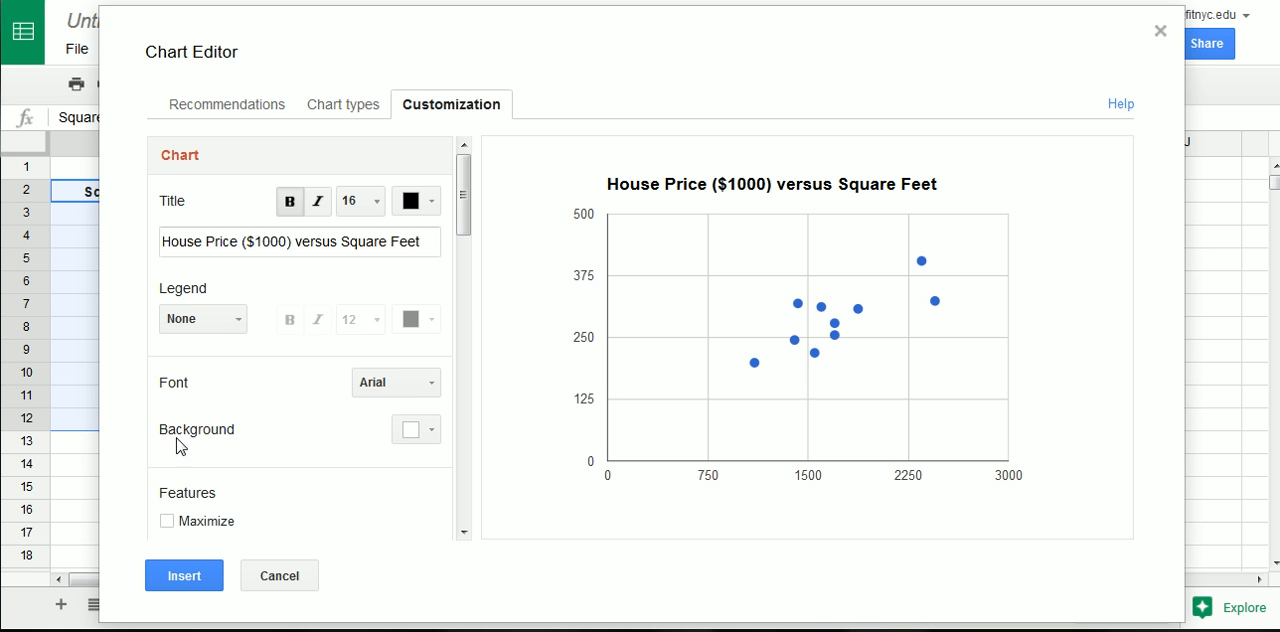 Unti
fitnyc.edu
File
Share
Chart Editor
Recommendations Chart types Customization
Help
fx Square
J
Chart
Title B I 16
House Price ($1000) versus Square Feet
Legend
None B I 12
Font Arial
Background
Features
Maximize
Insert Cancel
House Price ($1000) versus Square Feet
500
375
250
125
0
0 750 1500 2250 3000
1
2 Sq
3
4
5
6
7
8
9
10
11
12
13
14
15
16
17
18
Explore